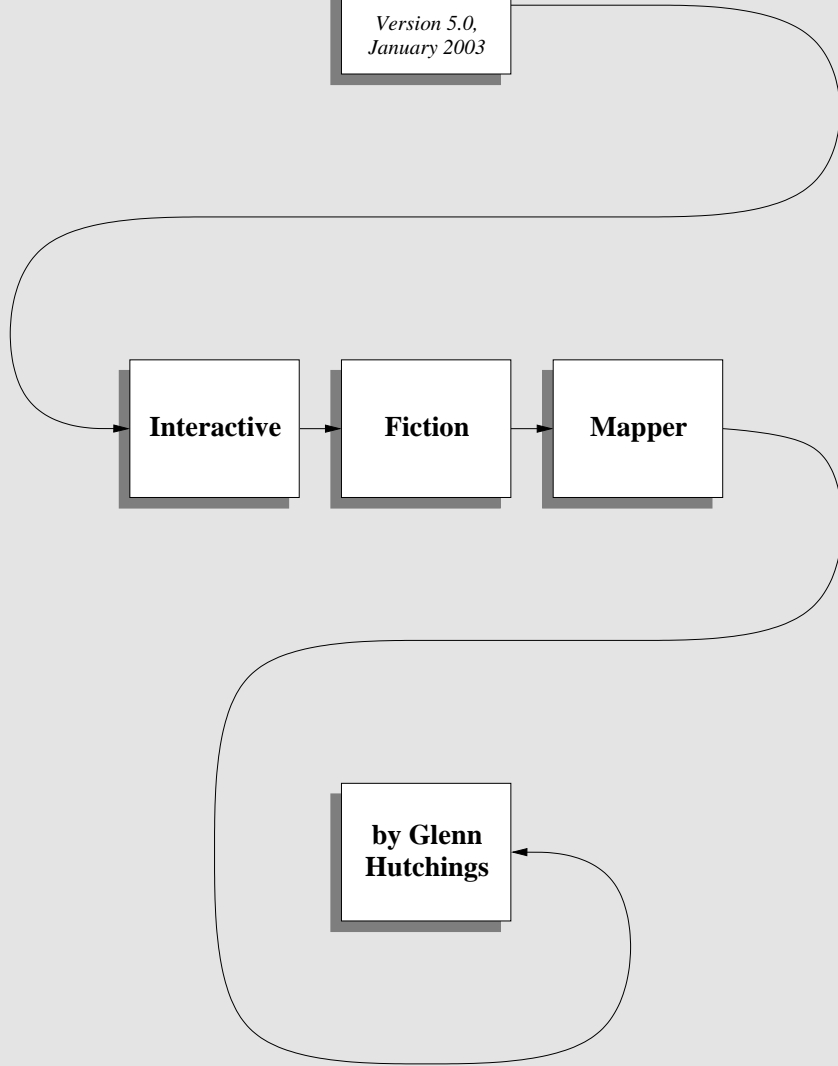 Version 5.0,
January 2003
Interactive
Fiction
Mapper
by Glenn
Hutchings